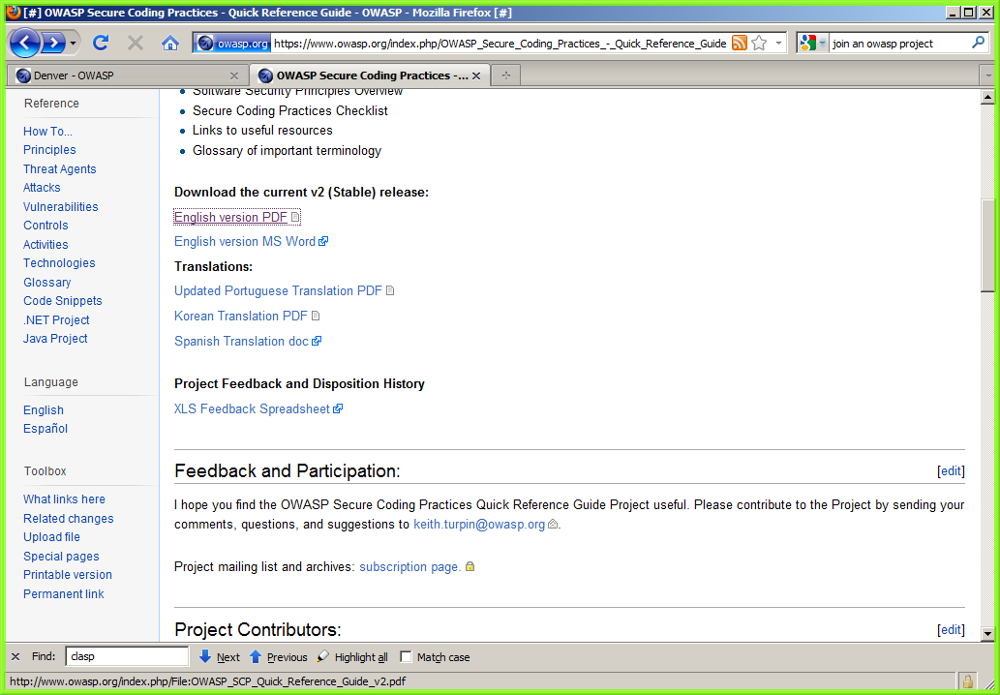 [#] OWASP Secure Coding Practices - Quick Reference Guide - OWASP - Mozilla Firefox [#]
owasp.org https://www.owasp.org/index.php/OWASP_Secure_Coding_Practices_-_Quick_Reference_Guide join an owasp project
Denver - OWASP OWASP Secure Coding Practices -...
Reference
How To...
Principles
Threat Agents
Attacks
Vulnerabilities
Controls
Activities
Technologies
Glossary
Code Snippets
.NET Project
Java Project
Language
English
Español
Toolbox
What links here
Related changes
Upload file
Special pages
Printable version
Permanent link
Software Security Principles Overview
Secure Coding Practices Checklist
Links to useful resources
Glossary of important terminology
Download the current v2 (Stable) release:
English version PDF
English version MS Word
Translations:
Updated Portuguese Translation PDF
Korean Translation PDF
Spanish Translation doc
Project Feedback and Disposition History
XLS Feedback Spreadsheet
Feedback and Participation: [edit]
I hope you find the OWASP Secure Coding Practices Quick Reference Guide Project useful. Please contribute to the Project by sending your
comments, questions, and suggestions to keith.turpin@owasp.org.
Project mailing list and archives: subscription page.
Project Contributors: [edit]
Find: clasp Next Previous Highlight all Match case
http://www.owasp.org/index.php/File:OWASP_SCP_Quick_Reference_Guide_v2.pdf